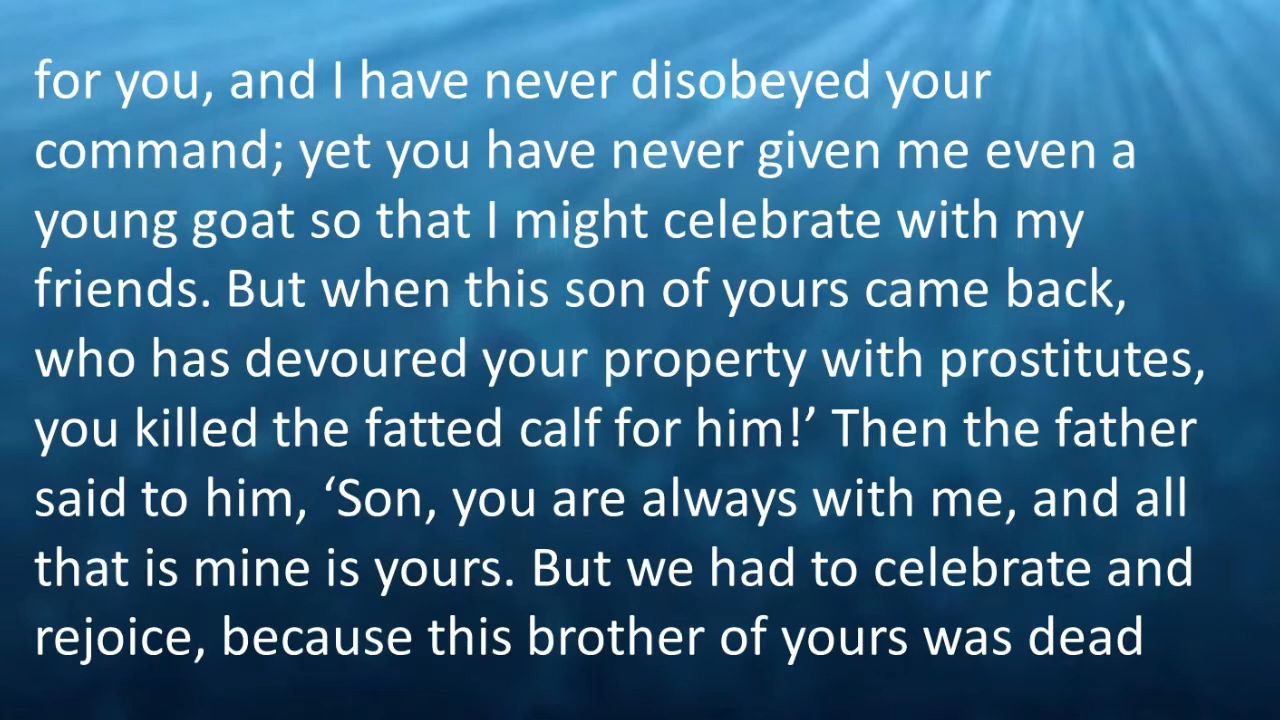 for you, and I have never disobeyed your
command; yet you have never given me even a
young goat so that I might celebrate with my
friends. But when this son of yours came back,
who has devoured your property with prostitutes,
you killed the fatted calf for him!’ Then the father
said to him, ‘Son, you are always with me, and all
that is mine is yours. But we had to celebrate and
rejoice, because this brother of yours was dead